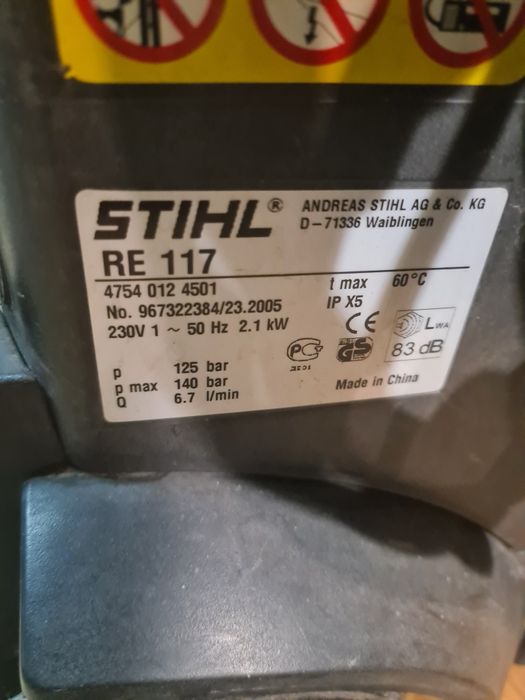 STIHL® ANDREAS STIHL AG & Co. KG
D-71336 Waiblingen
RE 117
4754 012 4501 t max 60°C
No. 967322384/23.2005 IP X5
230V 1 ~ 50 Hz 2.1 kW CE
LWA
83 dB
PC
GS
p 125 bar
p max 140 bar
Q 6.7 l/min
Made in China